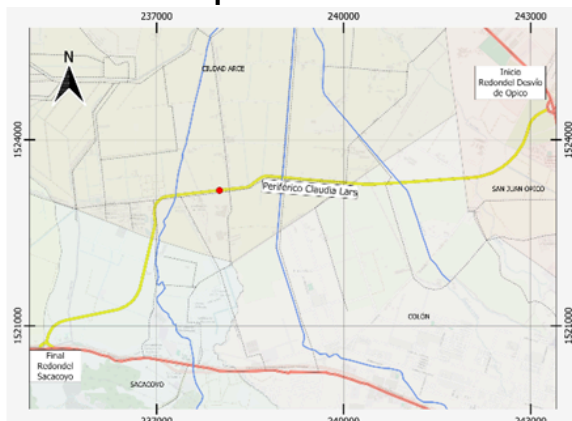 237000 240000 243000
N
CIUDAD ARCE
Inicio
Redondel Desvío
de Opico
1524000
1524000
SAN JUAN OPICO
Periférico Claudia Lars
COLÓN
1521000
1521000
Final
Redondel
Sacacoyo
SACACOYO
237000 240000 243000